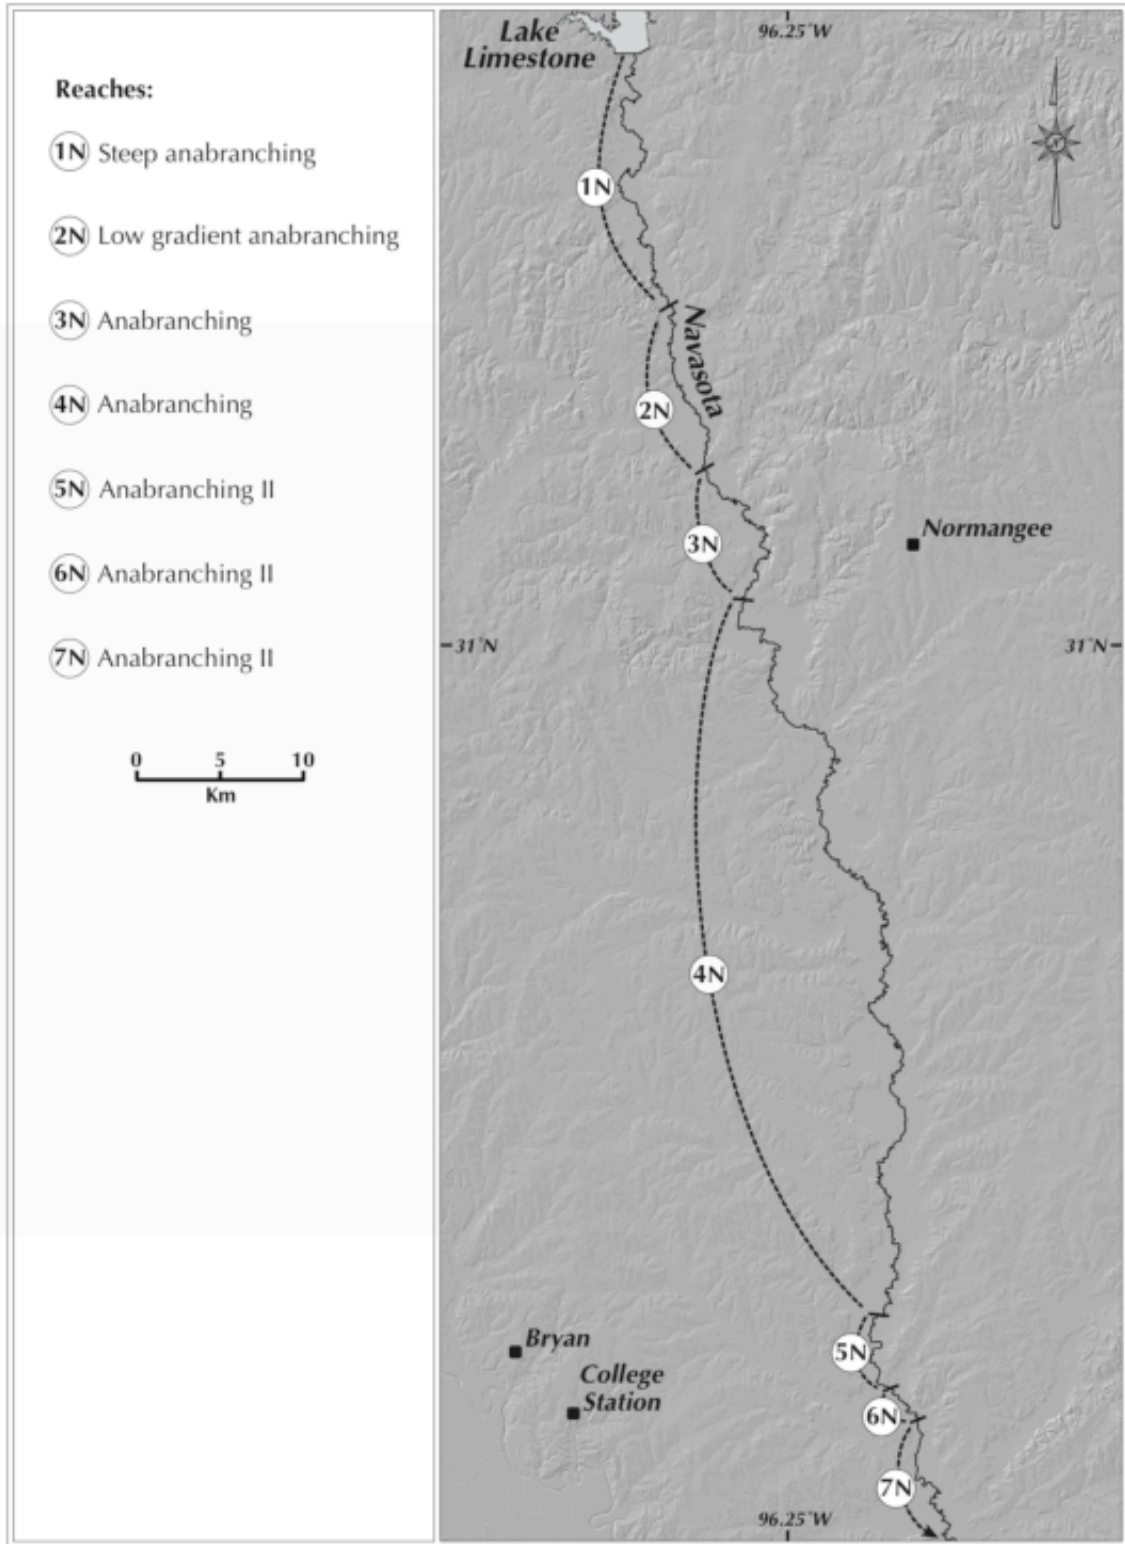 Reaches:
1N Steep anabranching
2N Low gradient anabranching
3N Anabranching
4N Anabranching
5N Anabranching II
6N Anabranching II
7N Anabranching II
0 5 10
Km
Lake
Limestone
96.25°W
1N
Navasota
2N
Normangee
3N
31°N
31°N
4N
Bryan
5N
College
Station
6N
7N
96.25°W